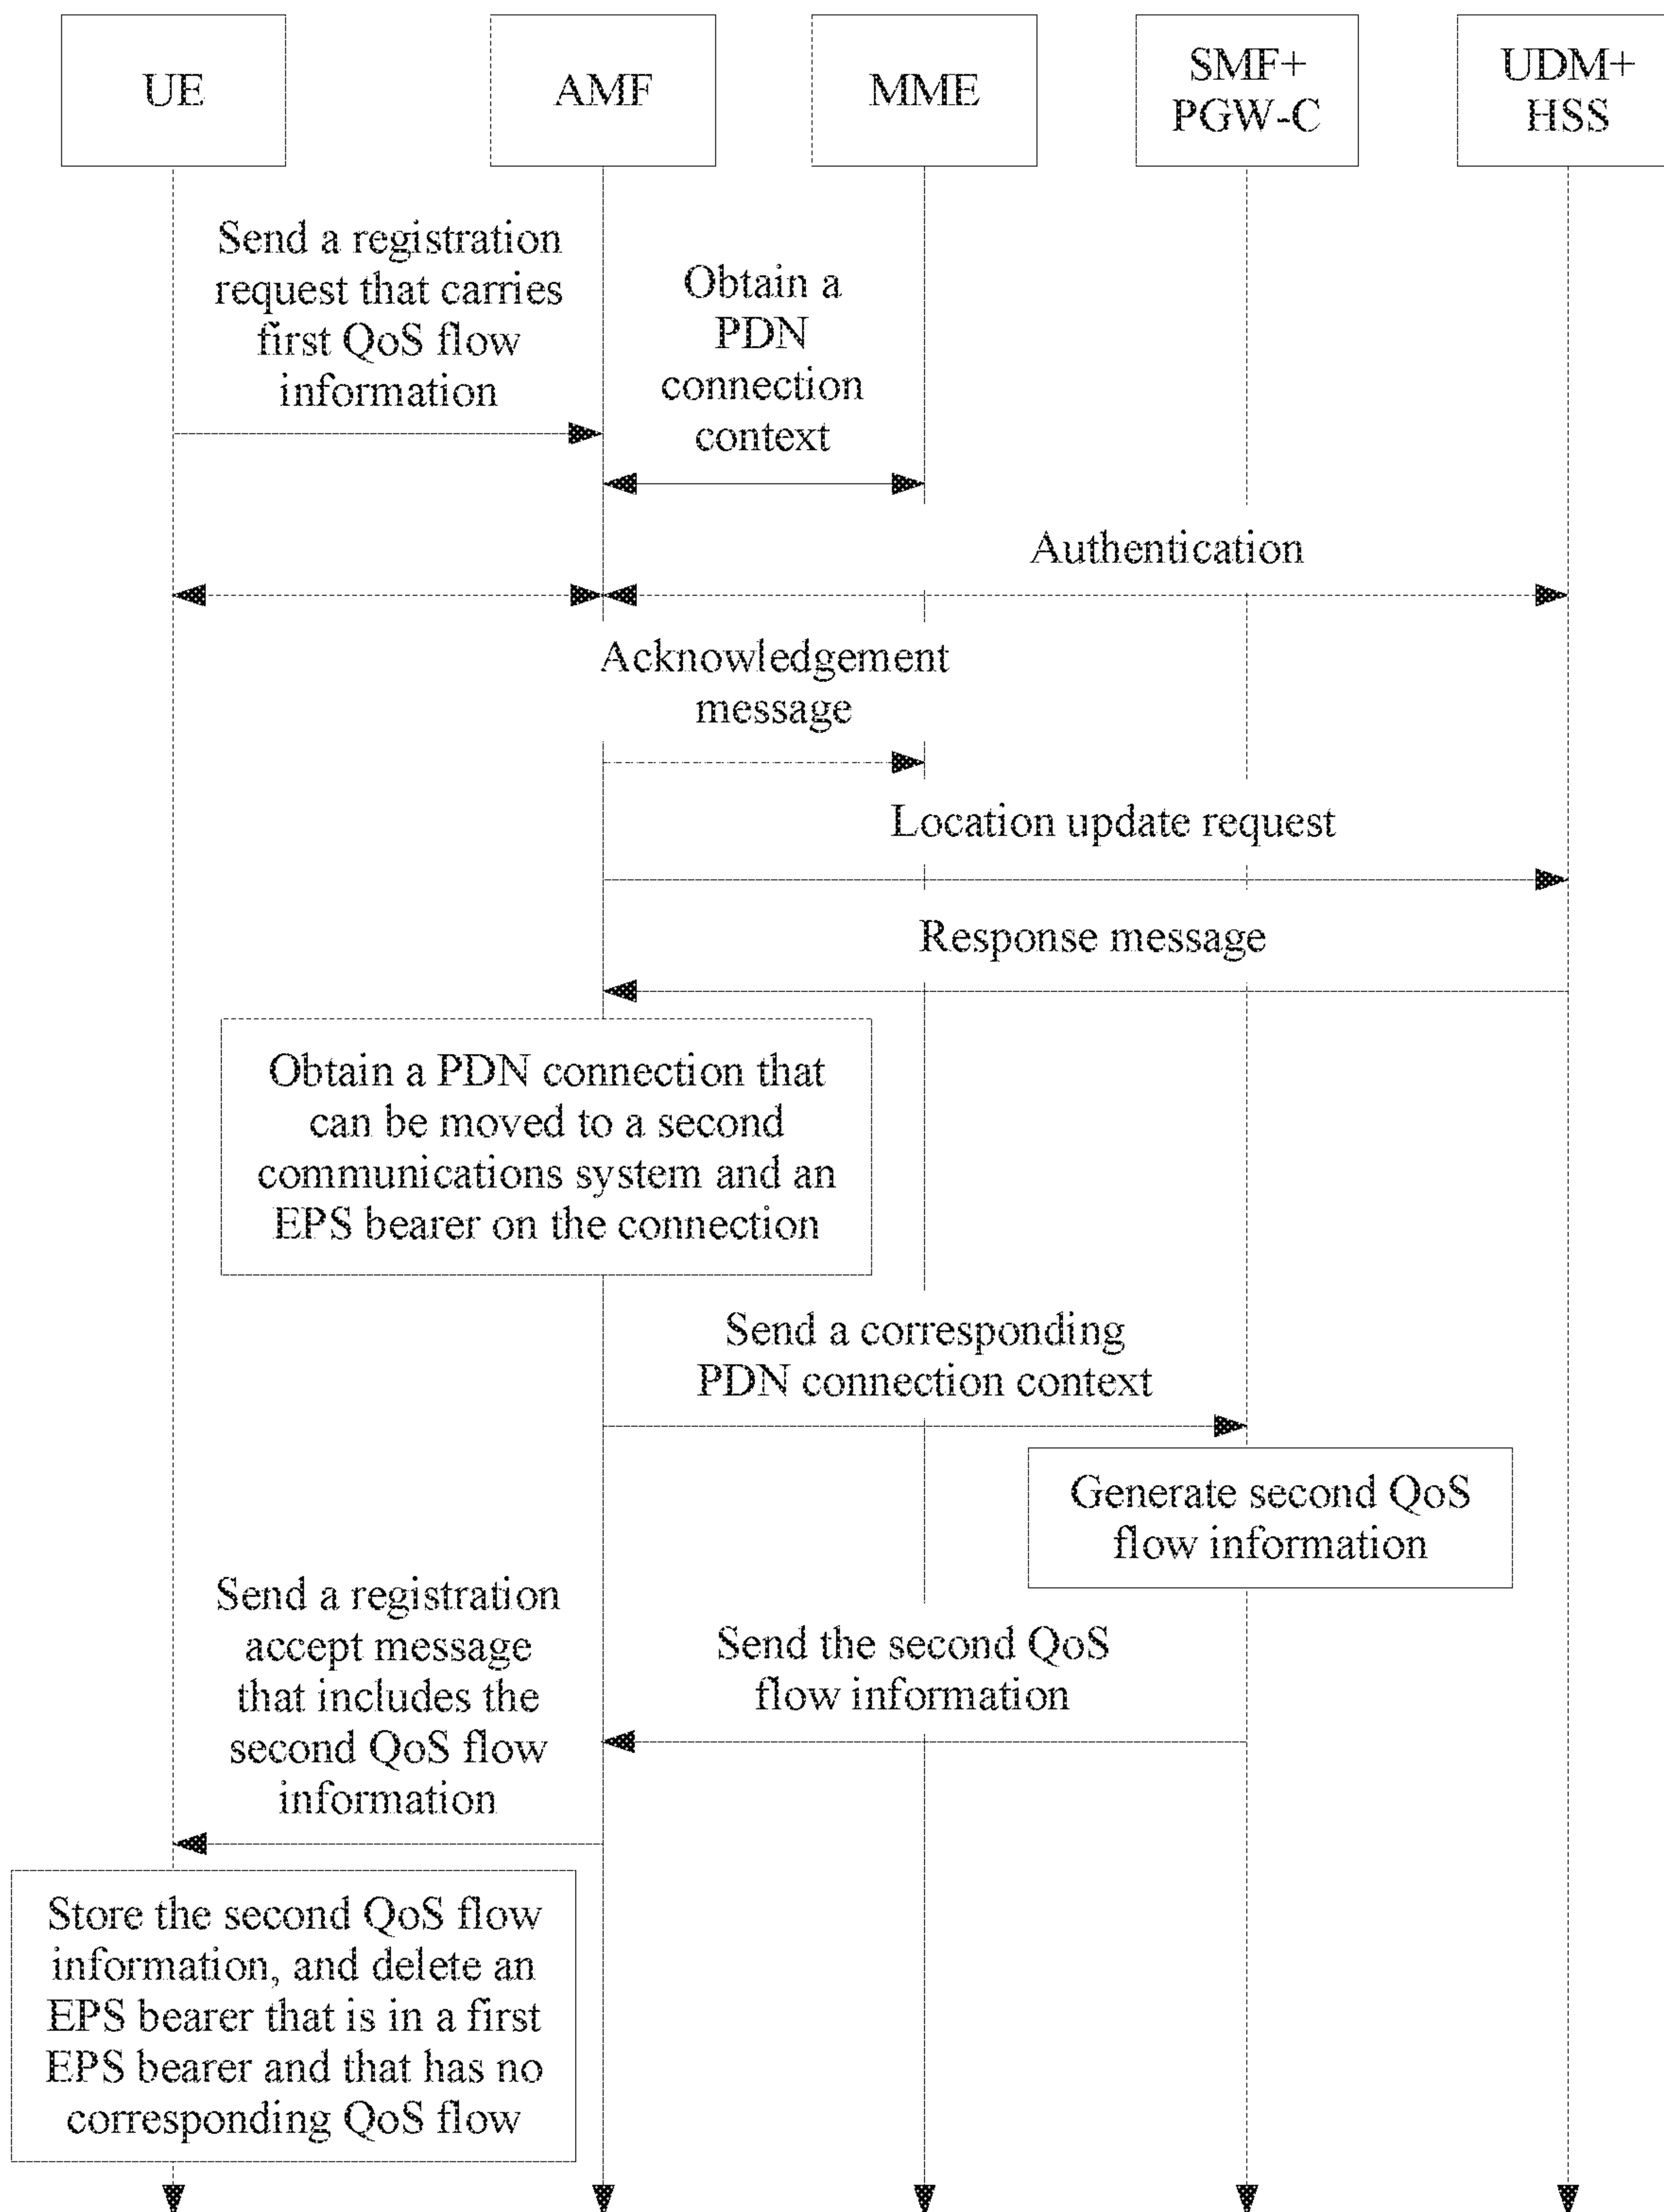 UE
AMF
MME
SMF+
PGW-C
UDM+
HSS
Send a registration
request that carries
first QoS flow
information
Obtain a
PDN
connection
context
Authentication
Acknowledgement
message
Location update request
Response message
Obtain a PDN connection that
can be moved to a second
communications system and an
EPS bearer on the connection
Send a corresponding
PDN connection context
Generate second QoS
flow information
Send the second QoS
flow information
Send a registration
accept message
that includes the
second QoS flow
information
Store the second QoS flow
information, and delete an
EPS bearer that is in a first
EPS bearer and that has no
corresponding QoS flow